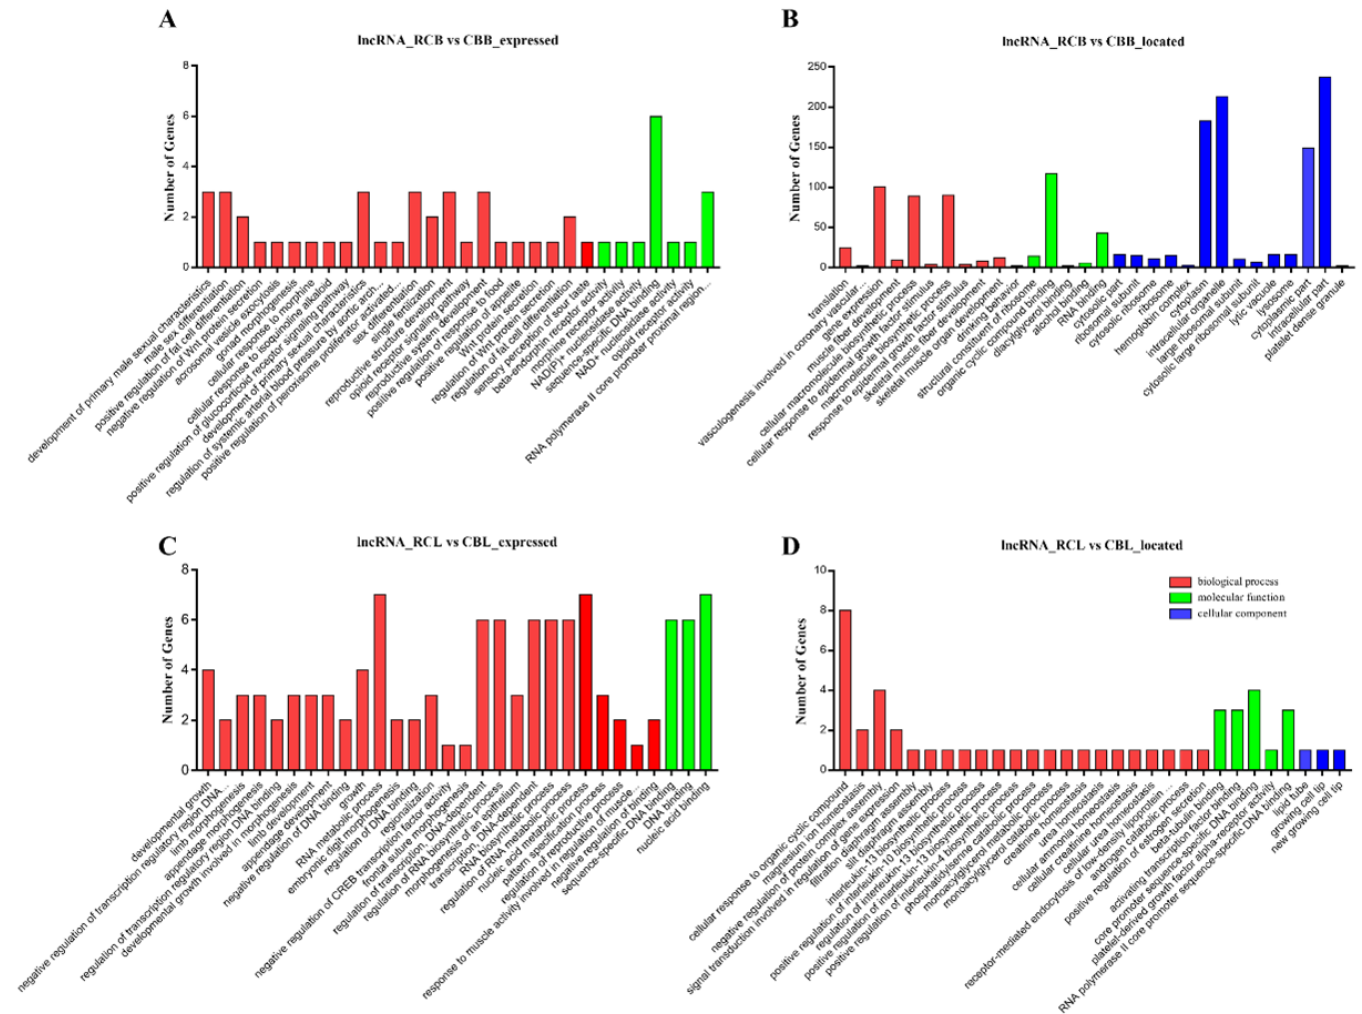 A
lncRNA_RCB vs CBB_expressed
Number of Genes
8
6
4
2
0
development of primary male sexual characteristics
male sex differentiation
positive regulation of fat cell differentiation
negative regulation of Wnt protein secretion
acrosomal vesicle exocytosis
gonad morphogenesis
cellular response to morphine
cellular response to isoquinoline alkaloid
positive regulation of glucocorticoid receptor signaling pathway
development of primary sexual characteristics
regulation of systemic arterial blood pressure by aortic arch...
positive regulation of peroxisome proliferator activated...
sex differentiation
single fertilization
reproductive structure development
opioid receptor signaling pathway
reproductive system development
positive regulation of response to food
positive regulation of appetite
Wnt protein secretion
regulation of Wnt protein secretion
regulation of fat cell differentiation
sensory perception of sour taste
beta-endorphin receptor activity
morphine receptor activity
NAD(P)+ nucleosidase activity
sequence-specific DNA binding
NAD+ nucleosidase activity
opioid receptor activity
RNA polymerase II core promoter proximal region...
B
lncRNA_RCB vs CBB_located
Number of Genes
250
200
150
100
50
0
translation
vasculogenesis involved in coronary vascular...
gene expression
muscle fiber development
cellular macromolecule biosynthetic process
cellular response to epidermal growth factor stimulus
macromolecule biosynthetic process
response to epidermal growth factor stimulus
skeletal muscle fiber development
skeletal muscle organ development
drinking behavior
structural constituent of ribosome
organic cyclic compound binding
diacylglycerol binding
alcohol binding
RNA binding
cytosolic part
ribosomal subunit
cytosolic ribosome
ribosome
hemoglobin complex
cytoplasm
intracellular organelle
large ribosomal subunit
cytosolic large ribosomal subunit
lytic vacuole
lysosome
cytoplasmic part
intracellular part
platelet dense granule
C
lncRNA_RCL vs CBL_expressed
Number of Genes
8
6
4
2
0
developmental growth
negative regulation of transcription regulatory region DNA...
limb morphogenesis
appendage morphogenesis
regulation of transcription regulatory region DNA binding
developmental growth involved in morphogenesis
limb development
appendage development
negative regulation of DNA binding
growth
RNA metabolic process
embryonic digit morphogenesis
regulation of DNA binding
regionalization
negative regulation of CREB transcription factor activity
frontal suture morphogenesis
regulation of transcription, DNA-dependent
regulation of RNA biosynthetic process
morphogenesis of an epithelium
transcription, DNA-dependent
RNA biosynthetic process
regulation of RNA metabolic process
nucleic acid metabolic process
pattern specification process
regulation of reproductive process
response to muscle activity involved in regulation of muscle...
negative regulation of binding
sequence-specific DNA binding
DNA binding
nucleic acid binding
D
lncRNA_RCL vs CBL_located
Number of Genes
10
8
6
4
2
0
biological process
molecular function
cellular component
cellular response to organic cyclic compound
magnesium ion homeostasis
negative regulation of protein complex assembly
signal transduction involved in regulation of gene expression
filtration diaphragm assembly
slit diaphragm assembly
interleukin-13 biosynthetic process
positive regulation of interleukin-10 biosynthetic process
regulation of interleukin-13 biosynthetic process
positive regulation of interleukin-13 biosynthetic process
positive regulation of interleukin-4 biosynthetic process
phosphatidylserine catabolic process
monoacylglycerol metabolic process
monoacylglycerol catabolic process
creatinine homeostasis
urea homeostasis
cellular ammonia homeostasis
cellular creatinine homeostasis
cellular urea homeostasis
receptor-mediated endocytosis of low-density lipoprotein...
androgen catabolic process
positive regulation of estrogen secretion
beta-tubulin binding
activating transcription factor binding
core promoter sequence-specific DNA binding
platelet-derived growth factor alpha-receptor activity
RNA polymerase II core promoter sequence-specific DNA binding
lipid tube
growing cell tip
new growing cell tip